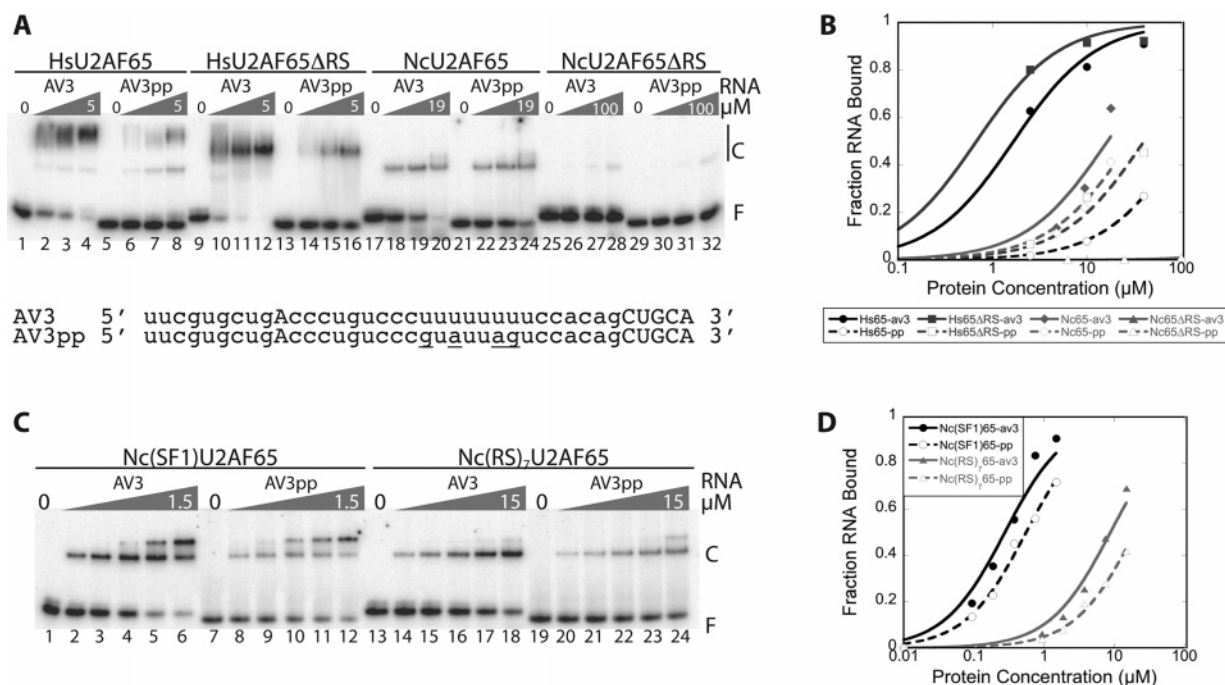 A
HsU2AF65 HsU2AF65ΔRS NcU2AF65 NcU2AF65ΔRS
AV3 AV3pp AV3 AV3pp AV3 AV3pp AV3 AV3pp RNA
0 5 0 5 0 5 0 5 0 19 0 19 0 100 0 100 μM
C
F
1 2 3 4 5 6 7 8 9 10 11 12 13 14 15 16 17 18 19 20 21 22 23 24 25 26 27 28 29 30 31 32
AV3 5′ uucgugcugAcccugucccuuuuuuuuccacagCUGCA 3′
AV3pp 5′ uucgugcugAcccugucccguauuaguccacagCUGCA 3′
B
Fraction RNA Bound
1
0.8
0.6
0.4
0.2
0
0.1 1 10 100
Protein Concentration (μM)
Hs65-av3 Hs65ΔRS-av3 Nc65-av3 Nc65ΔRS-av3
Hs65-pp Hs65ΔRS-pp Nc65-pp Nc65ΔRS-pp
C
Nc(SF1)U2AF65 Nc(RS)7U2AF65
AV3 AV3pp AV3 AV3pp RNA
0 1.5 0 1.5 0 15 0 15 μM
C
F
1 2 3 4 5 6 7 8 9 10 11 12 13 14 15 16 17 18 19 20 21 22 23 24
D
Nc(SF1)65-av3
Nc(SF1)65-pp
Nc(RS)765-av3
Nc(RS)765-pp
Fraction RNA Bound
1
0.8
0.6
0.4
0.2
0
0.01 0.1 1 10 100
Protein Concentration (μM)